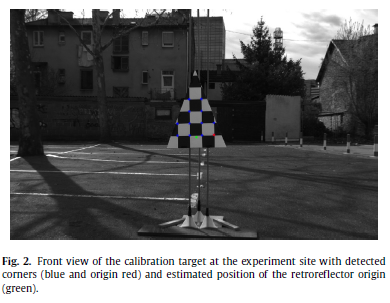 Fig. 2. Front view of the calibration target at the experiment site with detected
corners (blue and origin red) and estimated position of the retroreflector origin
(green).